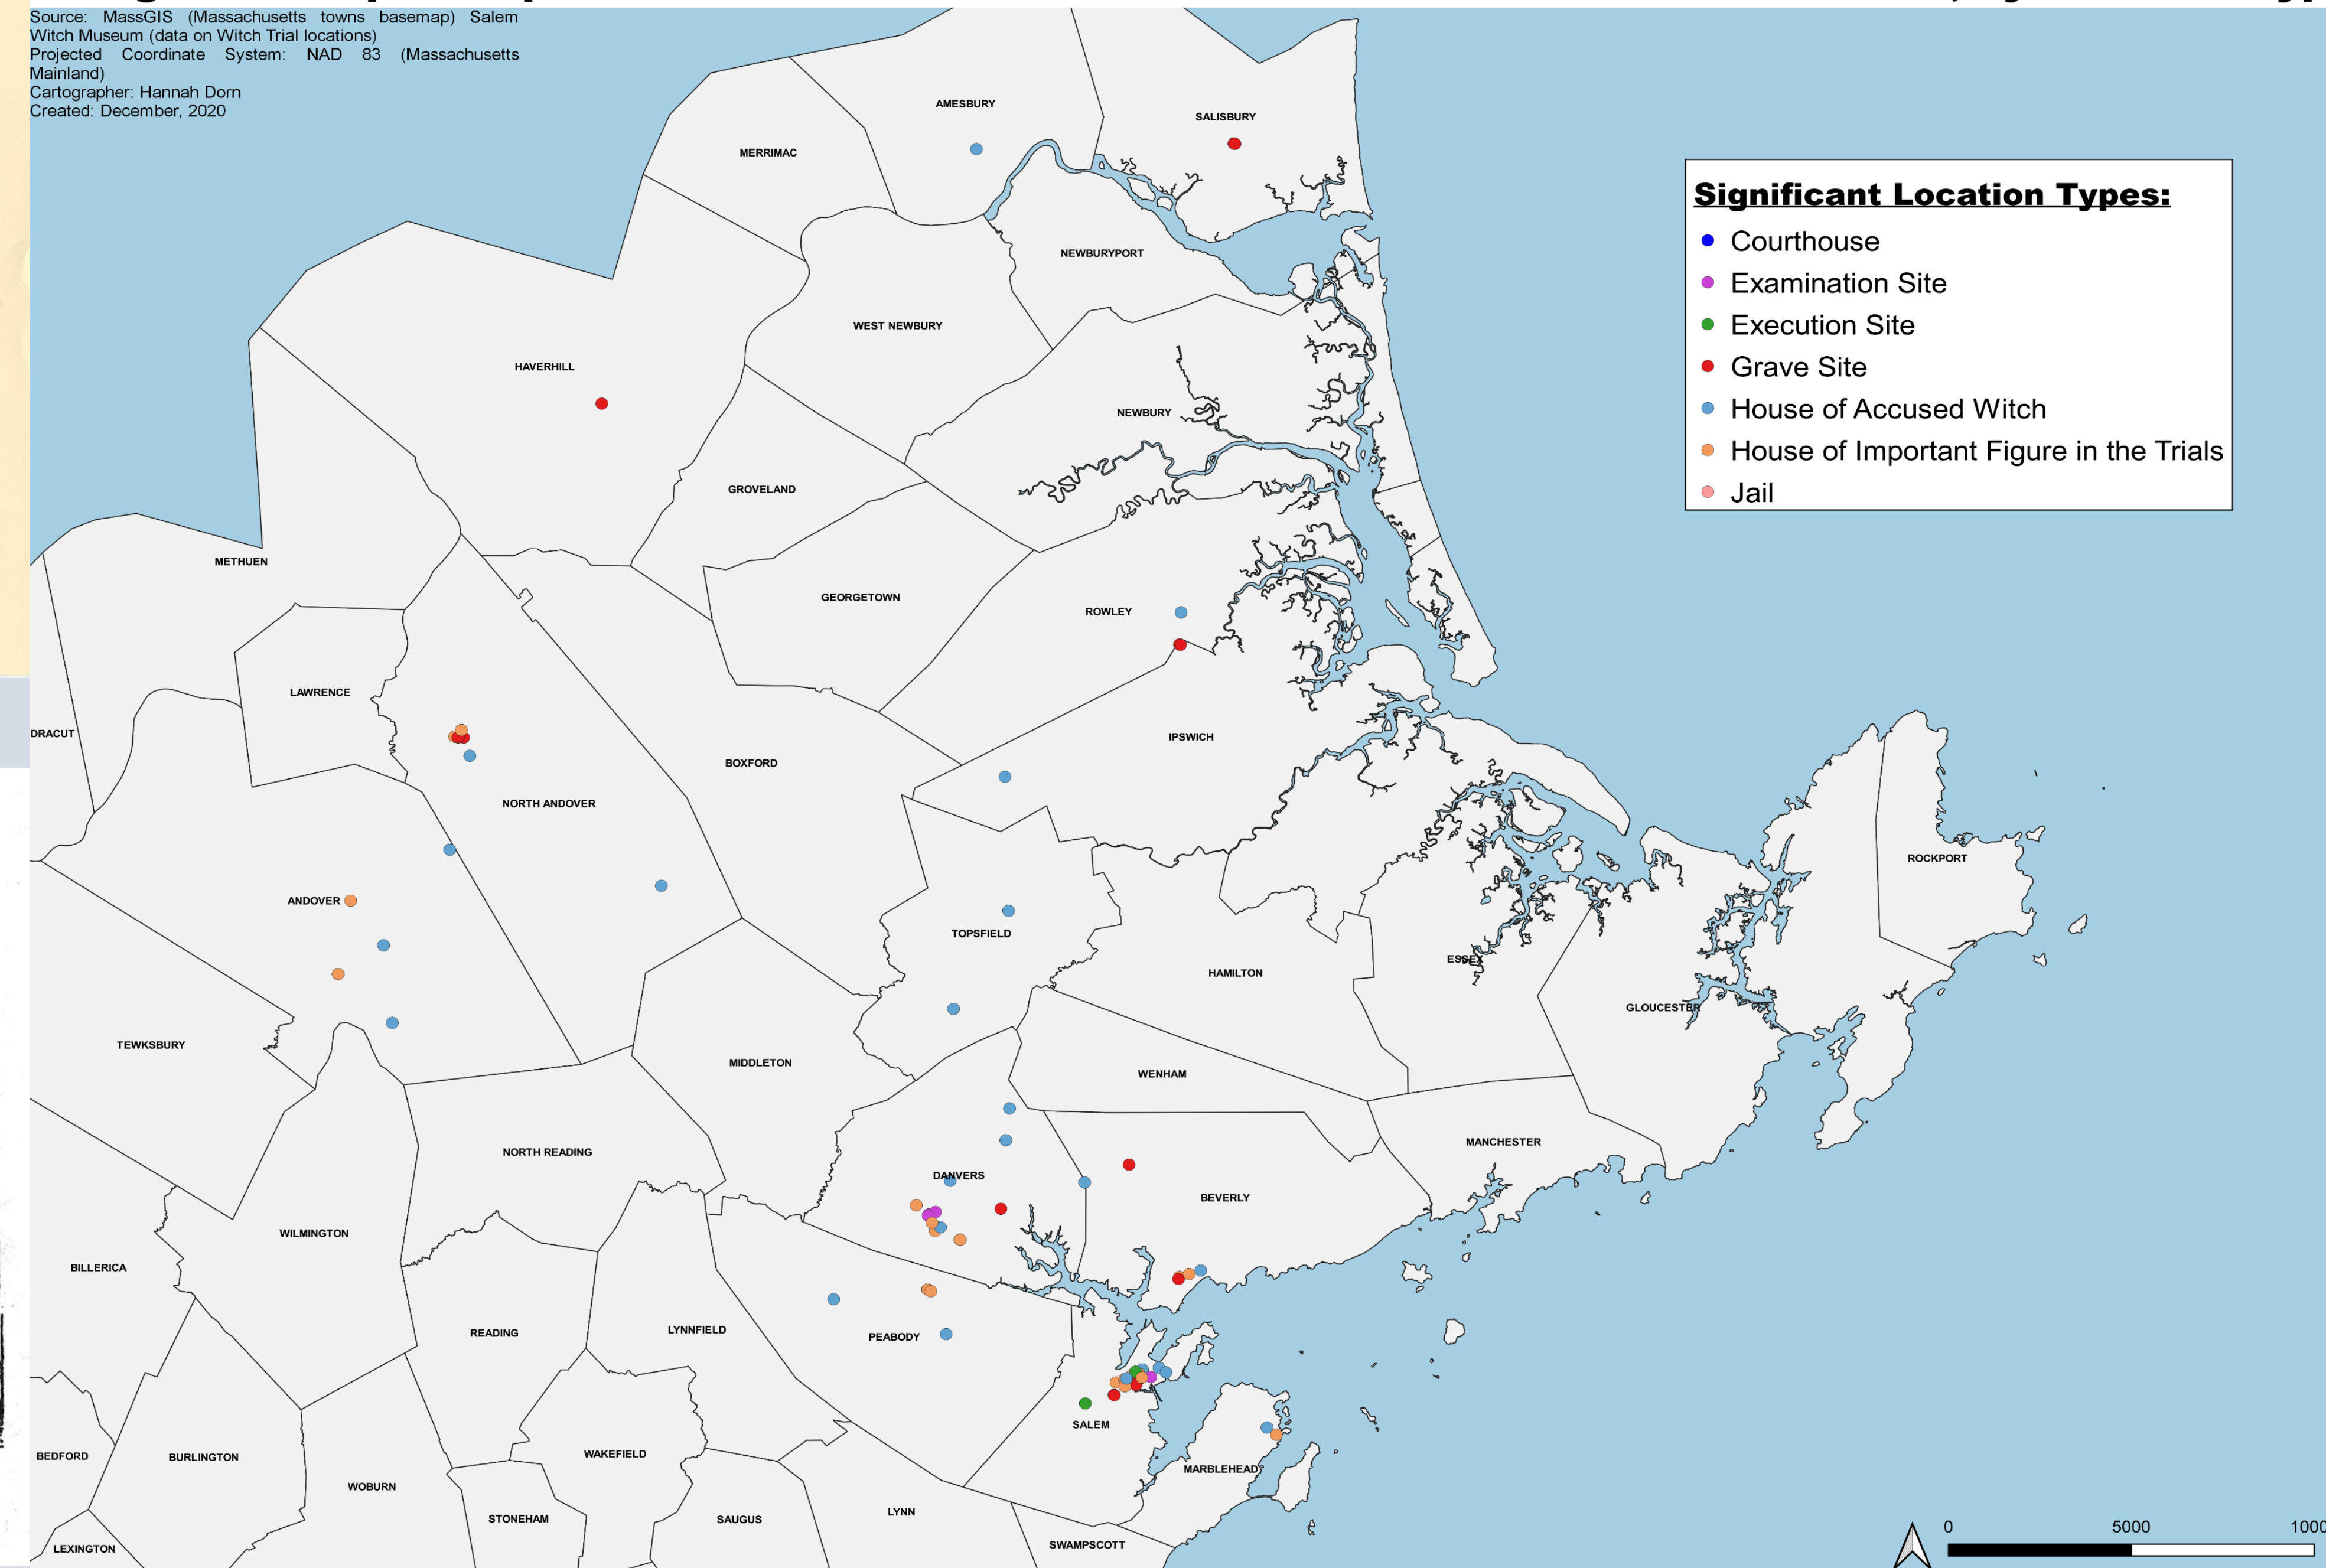 Source: MassGIS (Massachusetts towns basemap) Salem
Witch Museum (data on Witch Trial locations)
Projected Coordinate System: NAD 83 (Massachusetts
Mainland)
Cartographer: Hannah Dorn
Created: December, 2020
AMESBURY
SALISBURY
MERRIMAC
Significant Location Types:
Courthouse
Examination Site
Execution Site
Grave Site
House of Accused Witch
House of Important Figure in the Trials
Jail
NEWBURYPORT
WEST NEWBURY
HAVERHILL
NEWBURY
GROVELAND
METHUEN
GEORGETOWN
ROWLEY
LAWRENCE
DRACUT
IPSWICH
BOXFORD
NORTH ANDOVER
ROCKPORT
ANDOVER
TOPSFIELD
ESSEX
HAMILTON
GLOUCESTER
TEWKSBURY
MIDDLETON
WENHAM
MANCHESTER
NORTH READING
DANVERS
BEVERLY
WILMINGTON
BILLERICA
LYNNFIELD
READING
PEABODY
SALEM
WAKEFIELD
BEDFORD
BURLINGTON
MARBLEHEAD
WOBURN
LYNN
STONEHAM
SAUGUS
SWAMPSCOTT
LEXINGTON
0 5000 1000